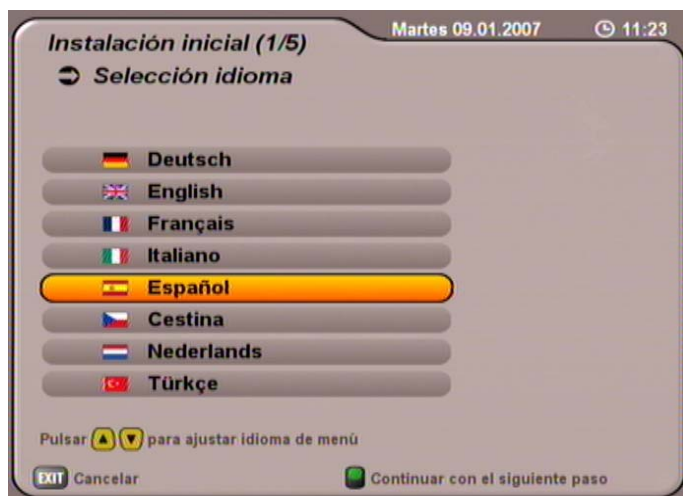 Instalación inicial (1/5)
Martes 09.01.2007 11:23
Selección idioma
Deutsch
English
Français
Italiano
Español
Cestina
Nederlands
Türkçe
Pulsar para ajustar idioma de menú
EXIT Cancelar
Continuar con el siguiente paso